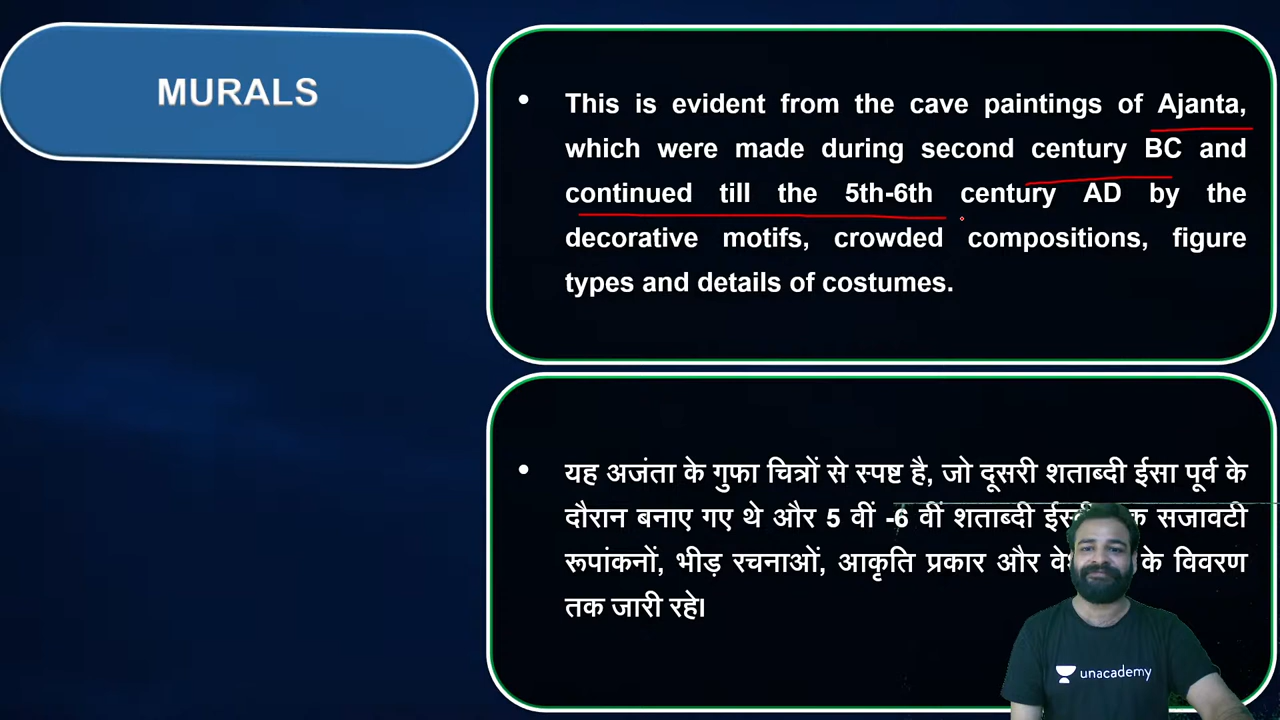 MURALS
• This is evident from the cave paintings of Ajanta,
which were made during second century BC and
continued till the 5th-6th century AD by the
decorative motifs, crowded compositions, figure
types and details of costumes.
• यह अजंता के गुफा चित्रों से स्पष्ट है, जो दूसरी शताब्दी ईसा पूर्व के
दौरान बनाए गए थे और 5 वीं -6 वीं शताब्दी सजावटी
रूपांकनों, भीड़ रचनाओं, आकृति प्रकार और के विवरण
तक जारी रहे।
unacademy